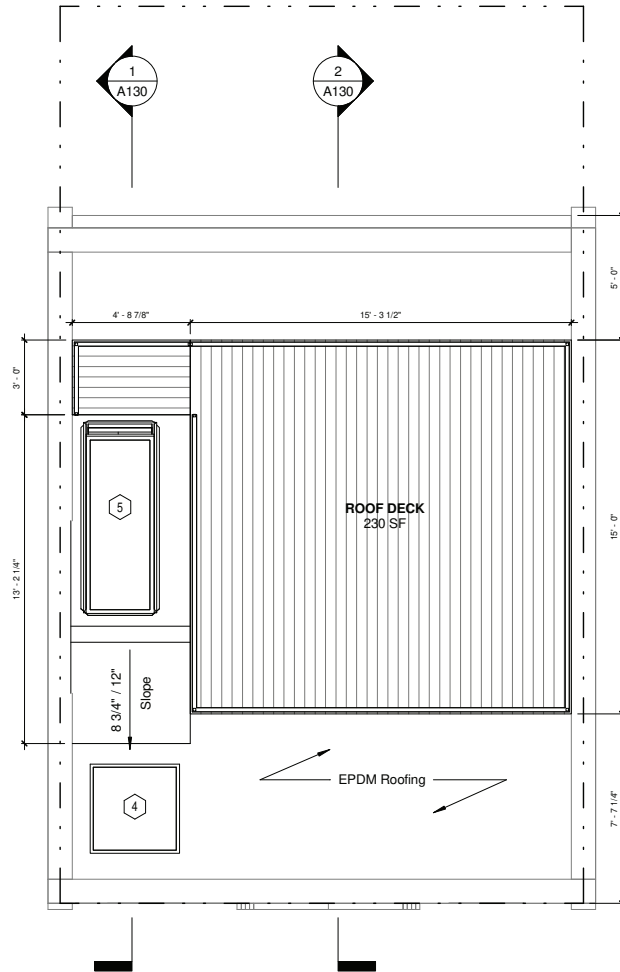 1
A130
2
A130
5' - 0"
4' - 8 7/8"
15' - 3 1/2"
3' - 0"
5
ROOF DECK
230 SF
15' - 0"
13' - 2 1/4"
8 3/4" / 12"
Slope
EPDM Roofing
4
7' - 7 1/4"